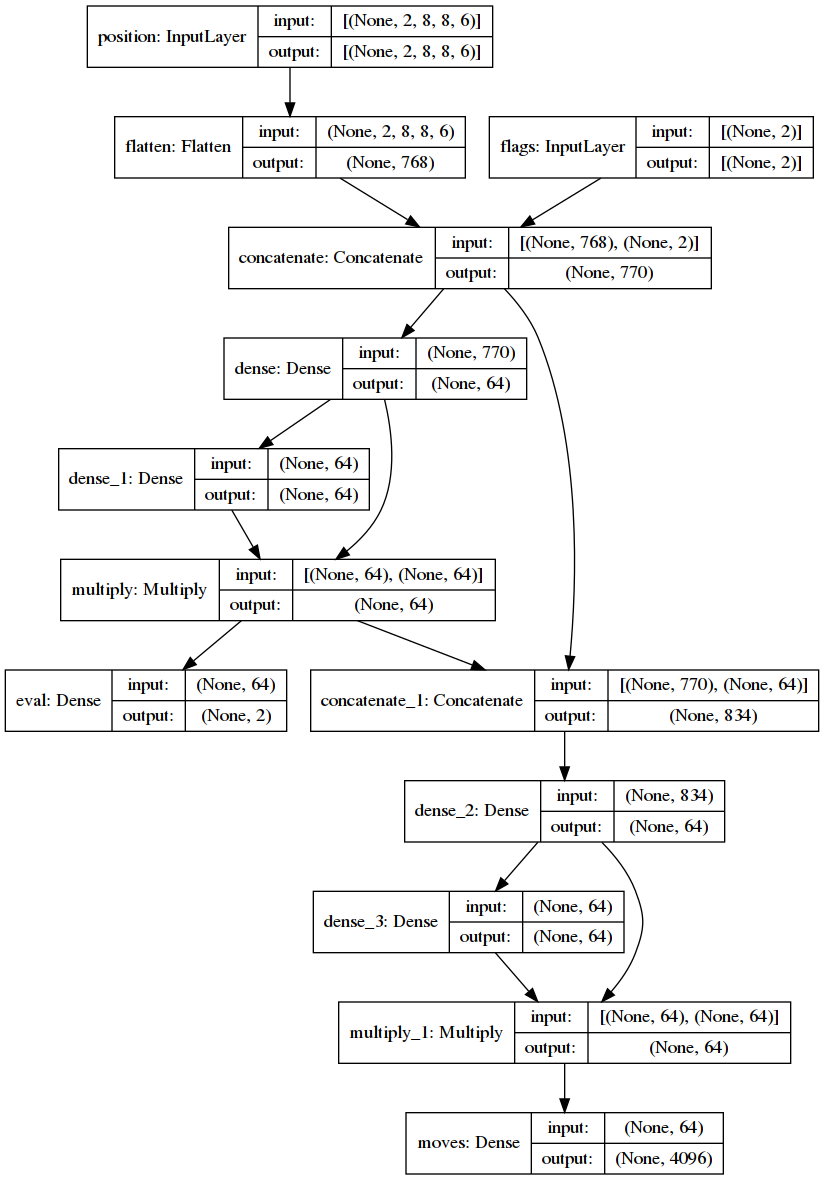 position: InputLayer
input: [(None, 2, 8, 8, 6)]
output: [(None, 2, 8, 8, 6)]
flatten: Flatten
input: (None, 2, 8, 8, 6)
output: (None, 768)
flags: InputLayer
input: [(None, 2)]
output: [(None, 2)]
concatenate: Concatenate
input: [(None, 768), (None, 2)]
output: (None, 770)
dense: Dense
input: (None, 770)
output: (None, 64)
dense_1: Dense
input: (None, 64)
output: (None, 64)
multiply: Multiply
input: [(None, 64), (None, 64)]
output: (None, 64)
eval: Dense
input: (None, 64)
output: (None, 2)
concatenate_1: Concatenate
input: [(None, 770), (None, 64)]
output: (None, 834)
dense_2: Dense
input: (None, 834)
output: (None, 64)
dense_3: Dense
input: (None, 64)
output: (None, 64)
multiply_1: Multiply
input: [(None, 64), (None, 64)]
output: (None, 64)
moves: Dense
input: (None, 64)
output: (None, 4096)